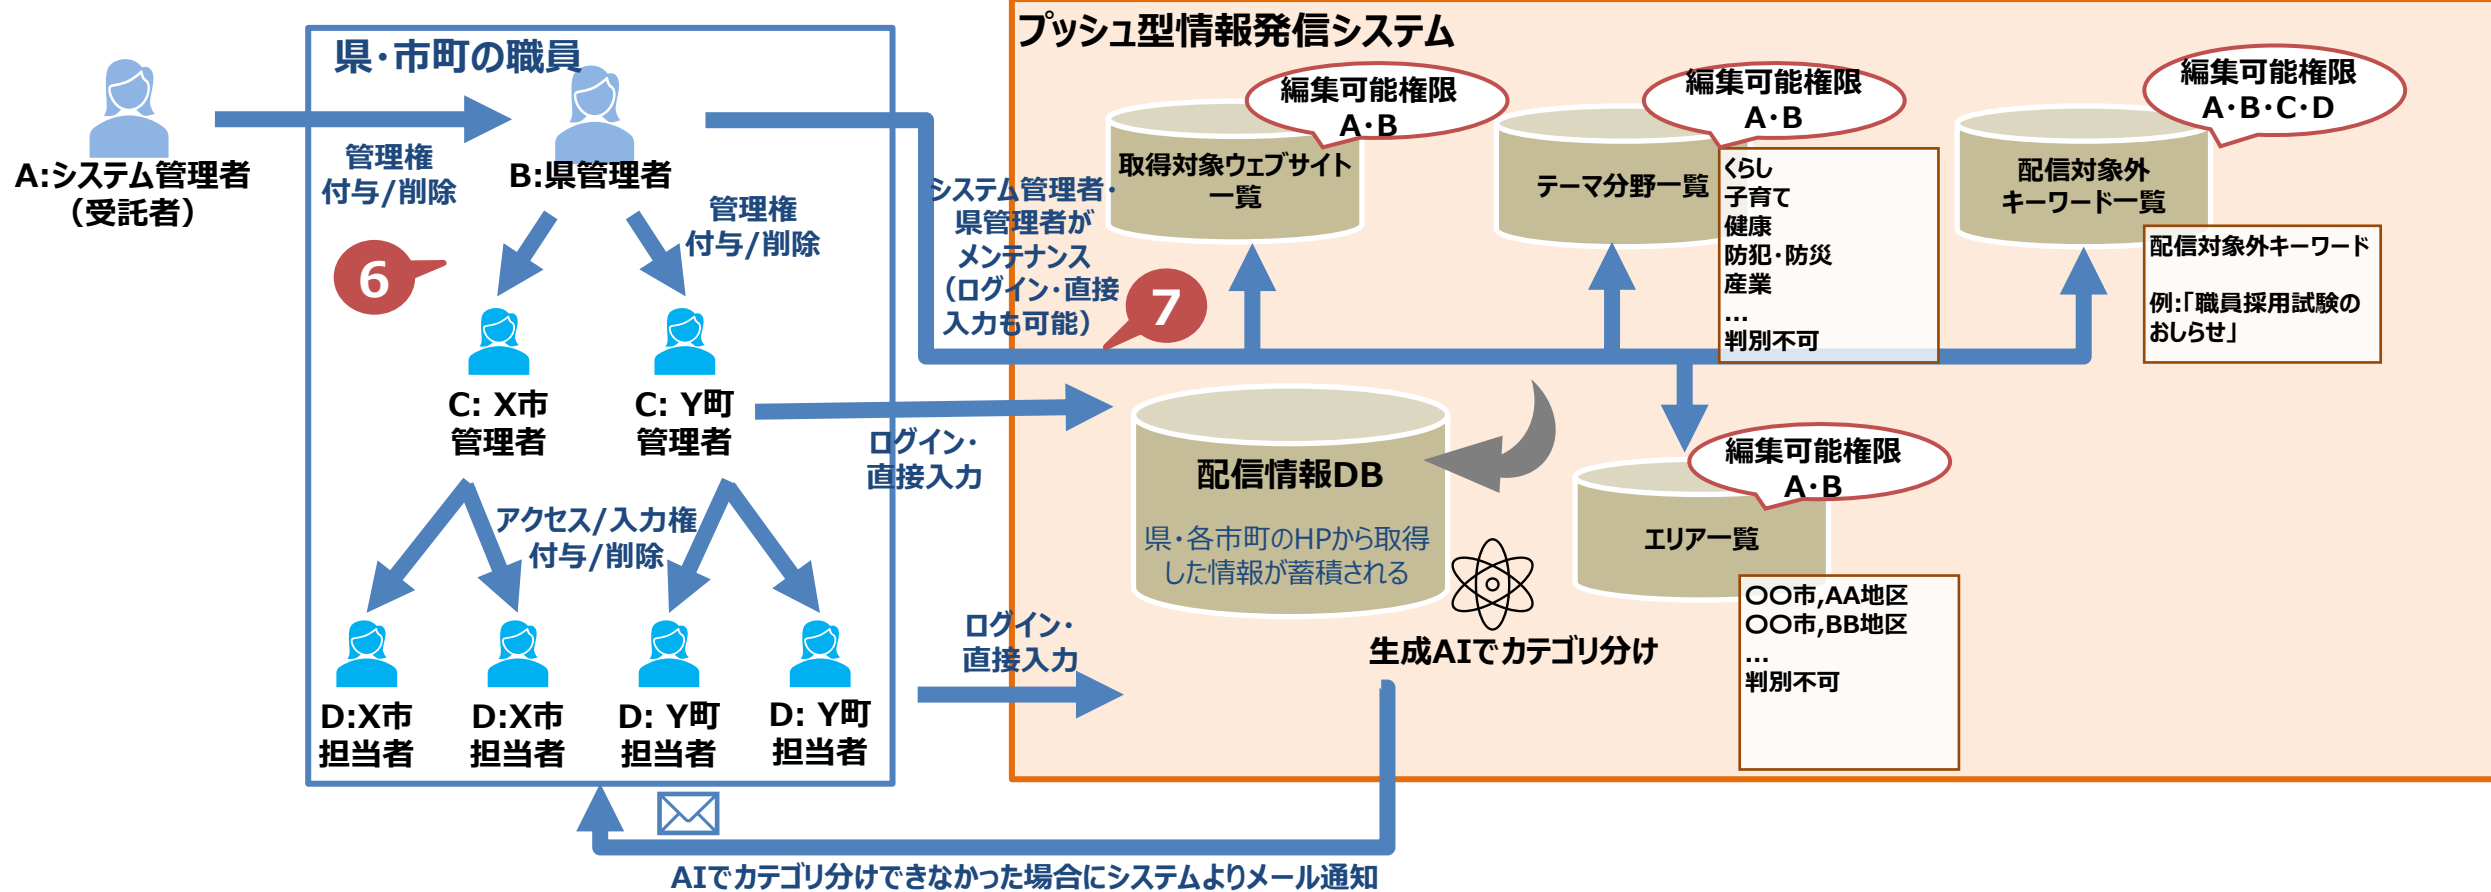 プッシュ型情報発信システム
県・市町の職員
A:システム管理者
（受託者）
管理権
付与/削除
B:県管理者
管理権
付与/削除
6
C: X市
管理者
C: Y町
管理者
アクセス/入力権
付与/削除
D:X市
担当者
D:X市
担当者
D: Y町
担当者
D: Y町
担当者
システム管理者・
県管理者が
メンテナンス
（ログイン・直接
入力も可能）
7
ログイン・
直接入力
ログイン・
直接入力
編集可能権限
A・B
取得対象ウェブサイト
一覧
編集可能権限
A・B
テーマ分野一覧
くらし
子育て
健康
防犯・防災
産業
...
判別不可
編集可能権限
A・B・C・D
配信対象外
キーワード一覧
配信対象外キーワード
例:「職員採用試験の
おしらせ」
配信情報DB
県・各市町のHPから取得
した情報が蓄積される
生成AIでカテゴリ分け
編集可能権限
A・B
エリア一覧
〇〇市,AA地区
〇〇市,BB地区
...
判別不可
AIでカテゴリ分けできなかった場合にシステムよりメール通知